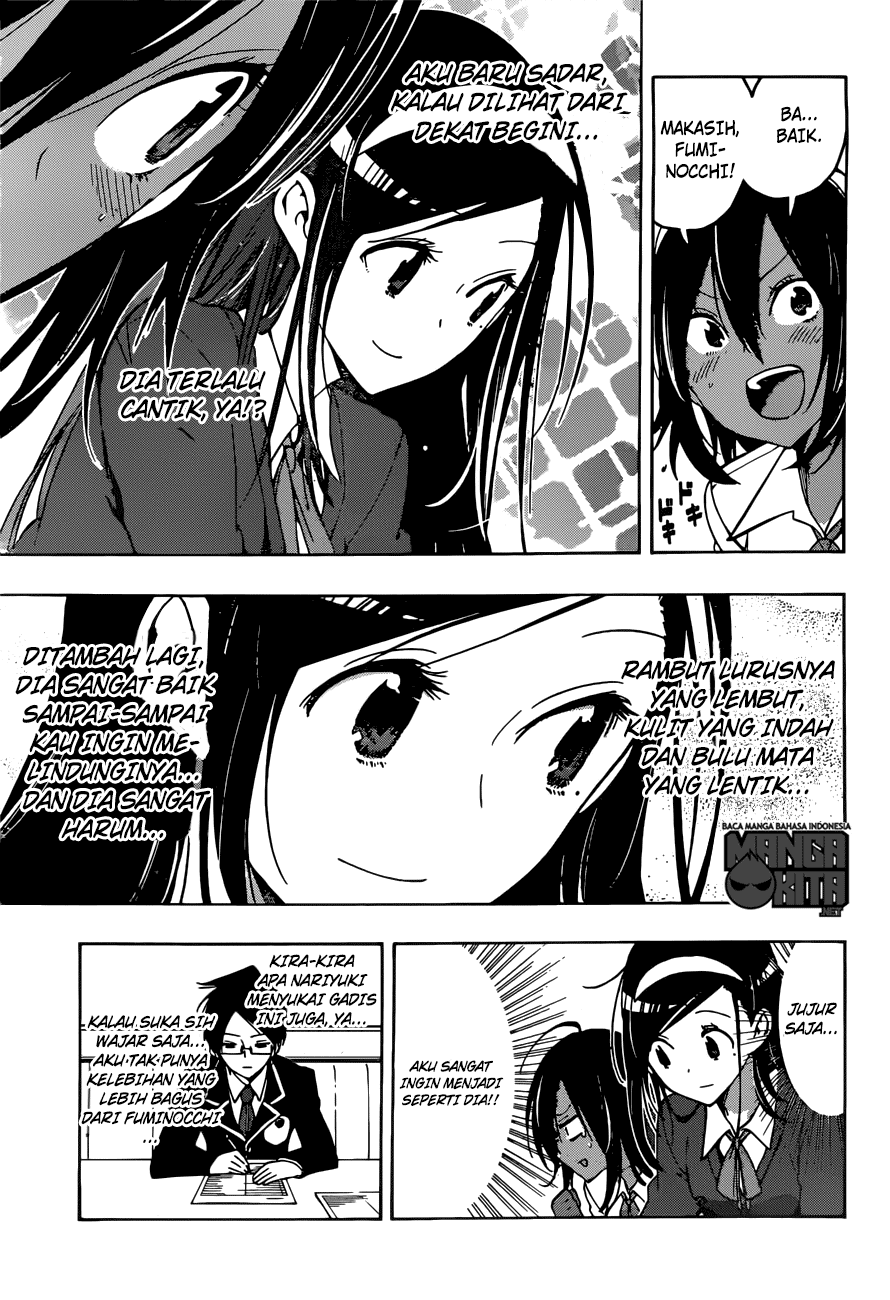 BA...
BAIK.
MAKASIH,
FUMI-
NOCCHI!
ドキ
ドキ
AKU BARU SADAR,
KALAU DILIHAT DARI
DEKAT BEGINI...
DIA TERLALU
CANTIK, YA!?
RAMBUT LURUSNYA
YANG LEMBUT,
KULIT YANG INDAH
DAN BULU MATA
YANG LENTIK...
DITAMBAH LAGI,
DIA SANGAT BAIK
SAMPAI-SAMPAI
KAU INGIN ME-
LINDUNGINYA...
DAN DIA SANGAT
HARUM...
BACA MANGA BAHASA INDONESIA
MANGA
KITA
.NET
JUJUR
SAJA...
AKU SANGAT
INGIN MENJADI
SEPERTI DIA!!
KIRA-KIRA
APA NARIYUKI
MENYUKAI GADIS
INI JUGA, YA...
KALAU SUKA SIH
WAJAR SAJA...
AKU TAK PUNYA
KELEBIHAN YANG
LEBIH BAGUS
DARI FUMINOCCHI
...